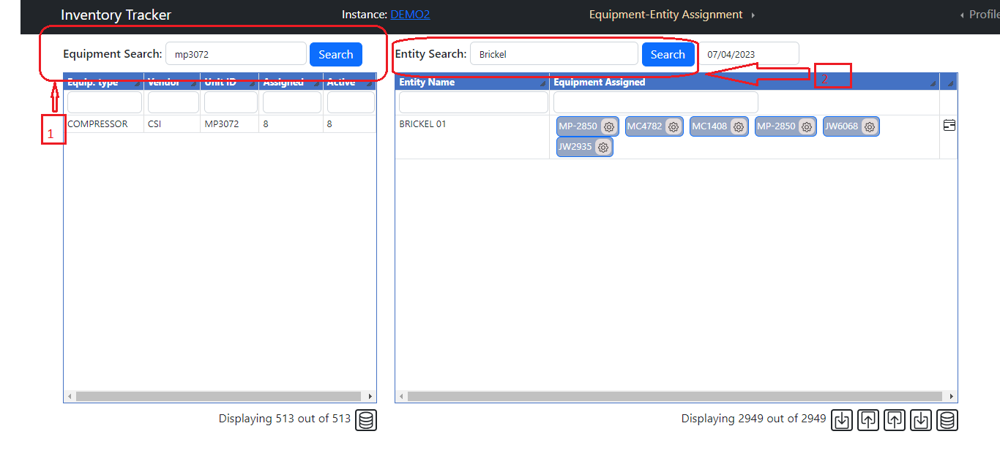 Inventory Tracker Instance: DEMO2 Equipment-Entity Assignment Profile
Equipment Search: mp3072 Search Entity Search: Brickel Search 07/04/2023
Equip. type Vendor Unit ID Assigned Active Entity Name Equipment Assigned
2
1
COMPRESSOR CSI MP3072 8 8 BRICKEL 01 MP-2850 MC4782 MC1408 MP-2850 JW6068
JW2935
Displaying 513 out of 513 Displaying 2949 out of 2949